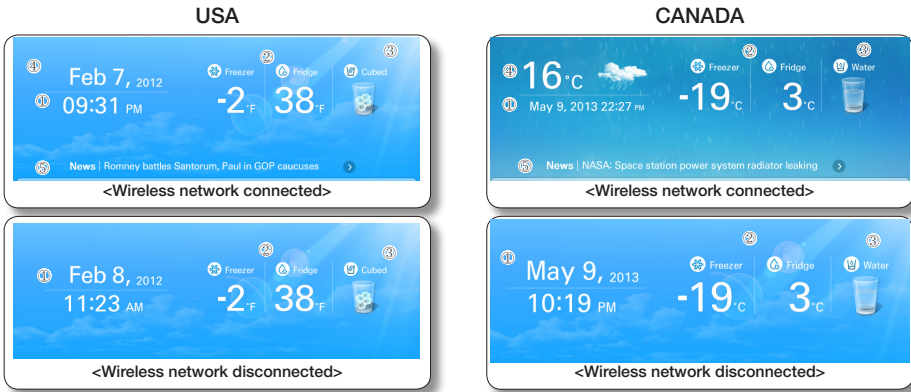 USA
④ Feb 7, 2012
① 09:31 PM
② Freezer Fridge
-2°F 38°F
③ Cubed
⑤ News | Romney battles Santorum, Paul in GOP caucuses
<Wireless network connected>
① Feb 8, 2012
11:23 AM
② Freezer Fridge
-2°F 38°F
③ Cubed
<Wireless network disconnected>
CANADA
④ 16°C
① May 9, 2013 22:27 PM
② Freezer Fridge
-19°C 3°C
③ Water
⑤ News | NASA: Space station power system radiator leaking
<Wireless network connected>
① May 9, 2013
10:19 PM
② Freezer Fridge
-19°C 3°C
③ Water
<Wireless network disconnected>